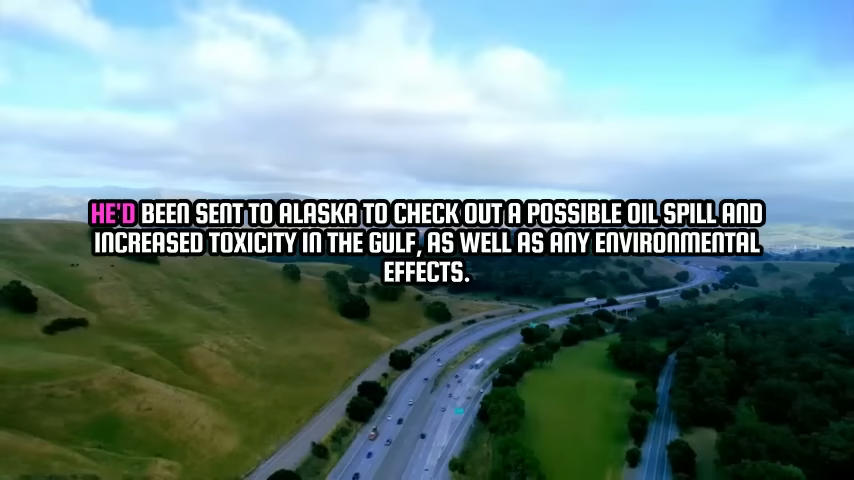 HE'D BEEN SENT TO ALASKA TO CHECK OUT A POSSIBLE OIL SPILL AND
INCREASED TOXICITY IN THE GULF, AS WELL AS ANY ENVIRONMENTAL
EFFECTS.